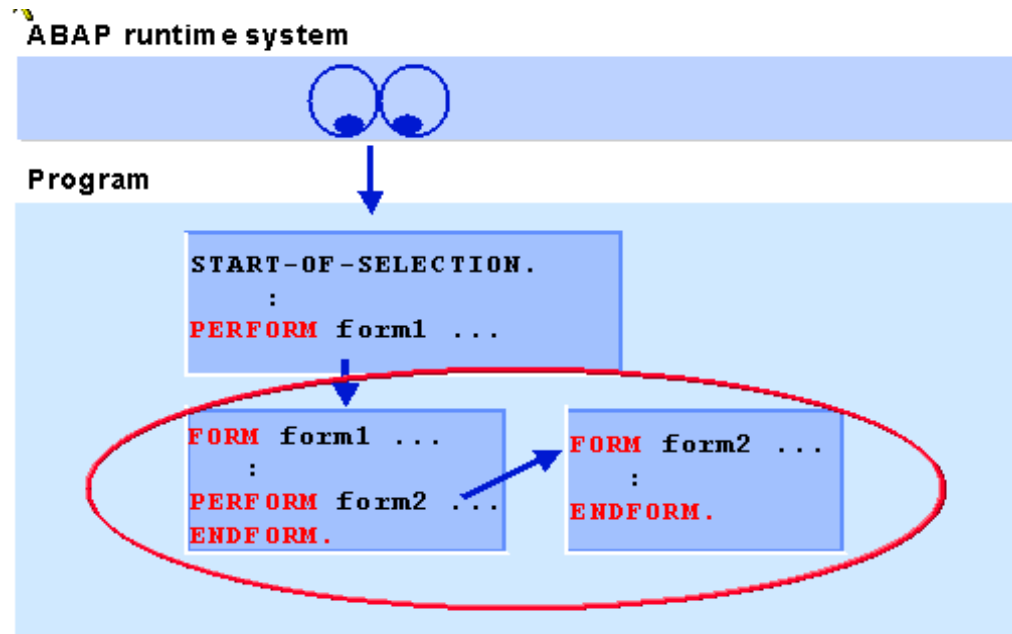 ABAP runtime system
Program
START-OF-SELECTION.
:
PERFORM form1 ...
FORM form1 ...
:
PERFORM form2 ...
ENDFORM.
FORM form2 ...
:
ENDFORM.